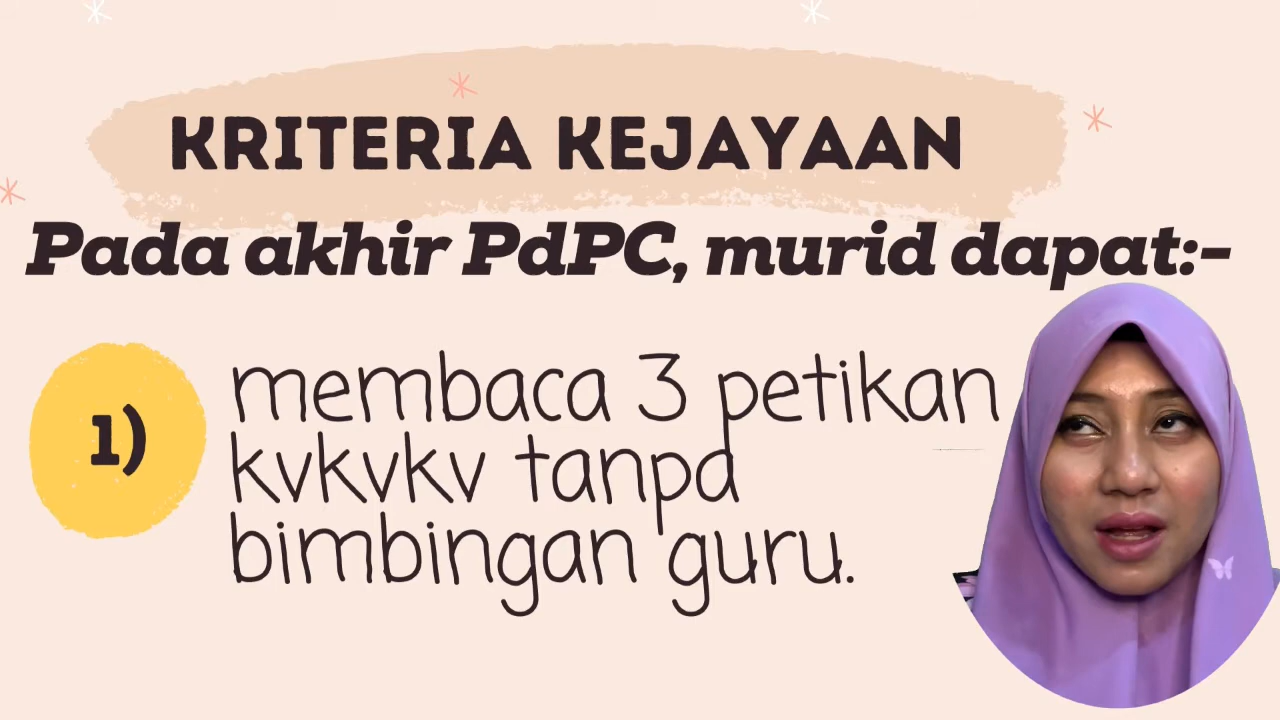 KRITERIA KEJAYAAN
Pada akhir PdPC, murid dapat:-
1)
membaca 3 petikan
kvkvkv tanpa
bimbingan guru.